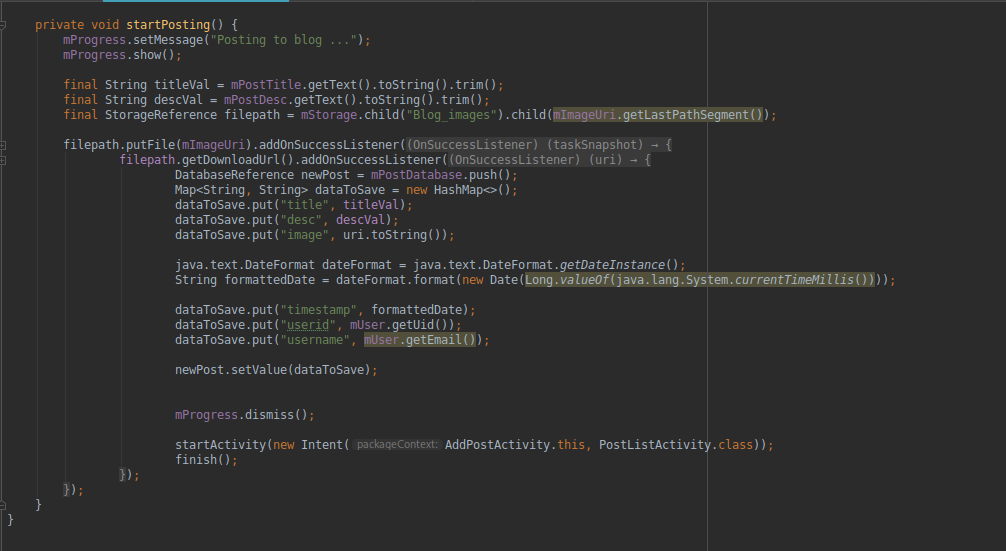 private void startPosting() {
mProgress.setMessage("Posting to blog ...");
mProgress.show();
final String titleVal = mPostTitle.getText().toString().trim();
final String descVal = mPostDesc.getText().toString().trim();
final StorageReference filepath = mStorage.child("Blog_images").child(mImageUri.getLastPathSegment());
filepath.putFile(mImageUri).addOnSuccessListener((OnSuccessListener) (taskSnapshot) → {
filepath.getDownloadUrl().addOnSuccessListener((OnSuccessListener) (uri) → {
DatabaseReference newPost = mPostDatabase.push();
Map<String, String> dataToSave = new HashMap<>();
dataToSave.put("title", titleVal);
dataToSave.put("desc", descVal);
dataToSave.put("image", uri.toString());
java.text.DateFormat dateFormat = java.text.DateFormat.getDateInstance();
String formattedDate = dateFormat.format(new Date(Long.valueOf(java.lang.System.currentTimeMillis())));
dataToSave.put("timestamp", formattedDate);
dataToSave.put("userid", mUser.getUid());
dataToSave.put("username", mUser.getEmail());
newPost.setValue(dataToSave);
mProgress.dismiss();
startActivity(new Intent( packageContext: AddPostActivity.this, PostListActivity.class));
finish();
});
});
}
}